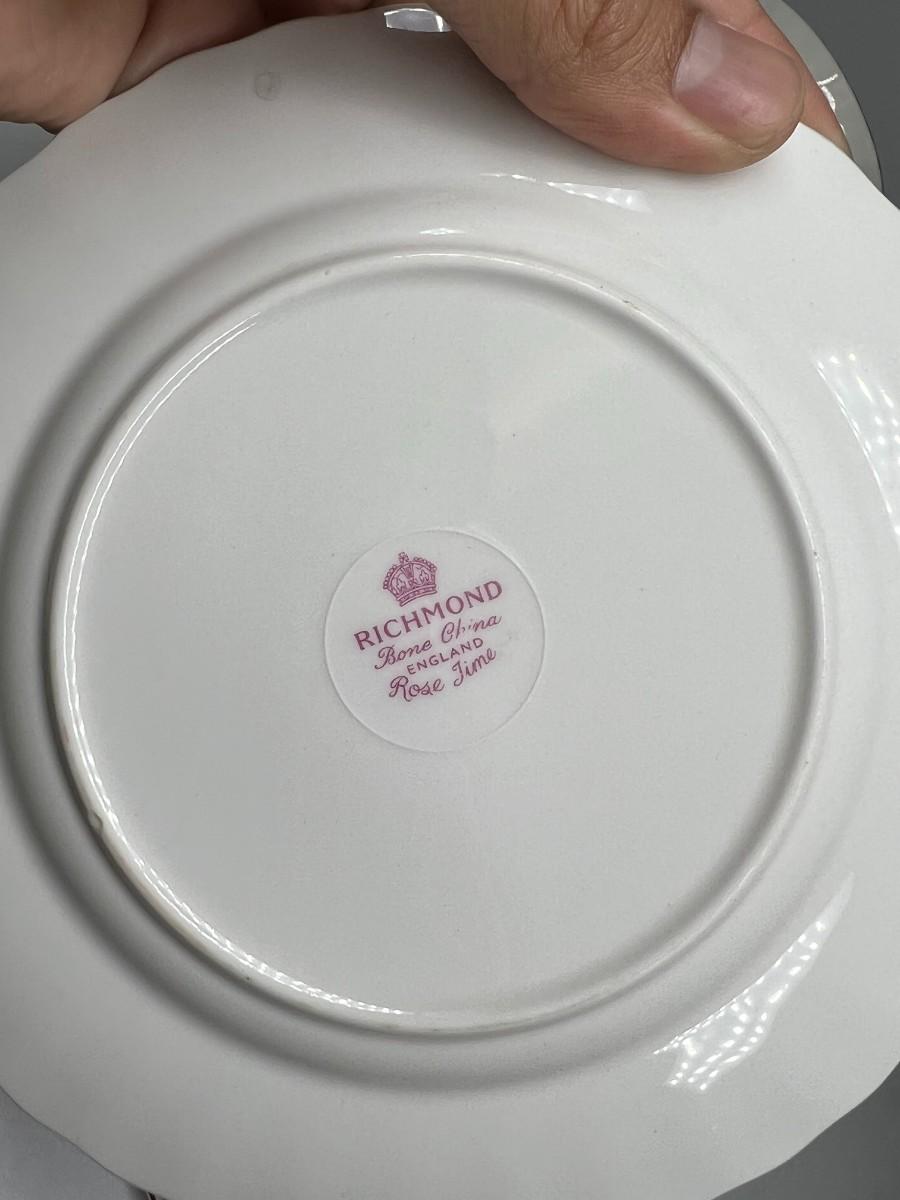 RICHMOND
Bone China
ENGLAND
Rose Time